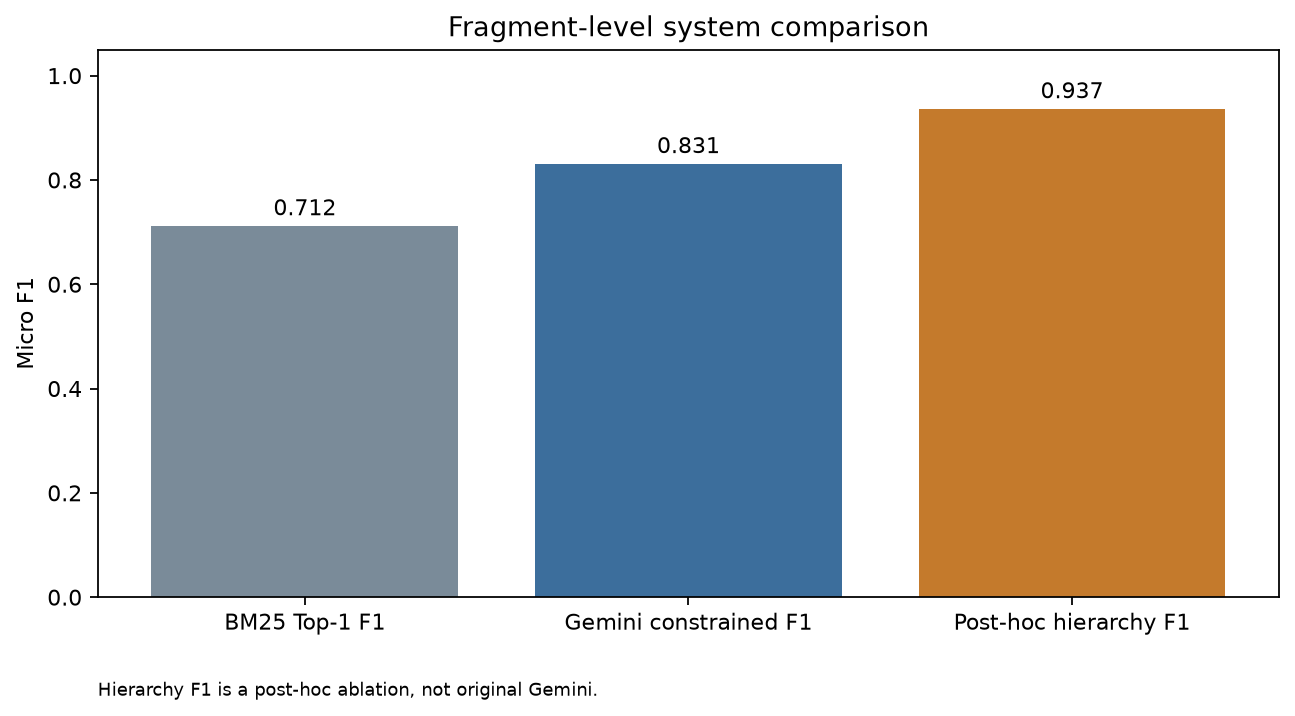 Fragment-level system comparison
Micro F1
1.0
0.8
0.6
0.4
0.2
0.0
0.712
0.831
0.937
BM25 Top-1 F1
Gemini constrained F1
Post-hoc hierarchy F1
Hierarchy F1 is a post-hoc ablation, not original Gemini.